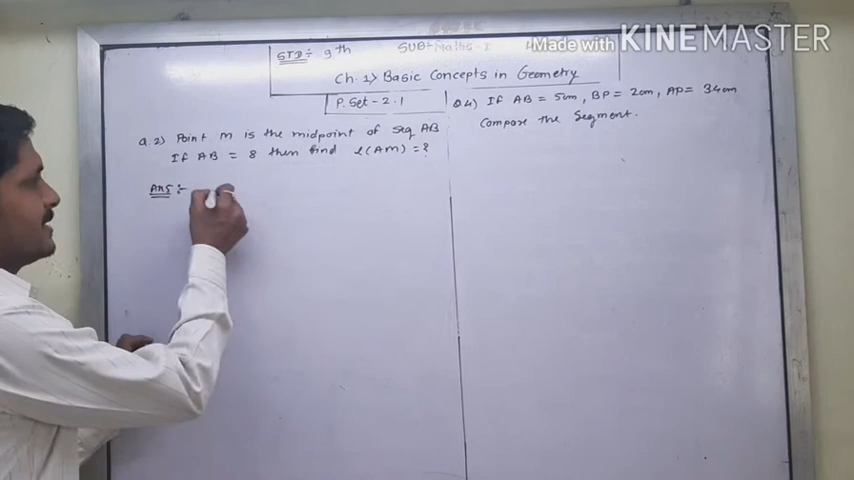 STD:- 9th SUB:- Maths-2
Made with KINEMASTER
Ch. 1) Basic Concepts in Geometry
P. Set - 2.1
Q.2) Point M is the midpoint of seg AB
If AB = 8 then find l(AM) = ?
Ans :-
Q.4) If AB = 5cm, BP = 2cm, AP = 3.4cm
Compare the Segment.